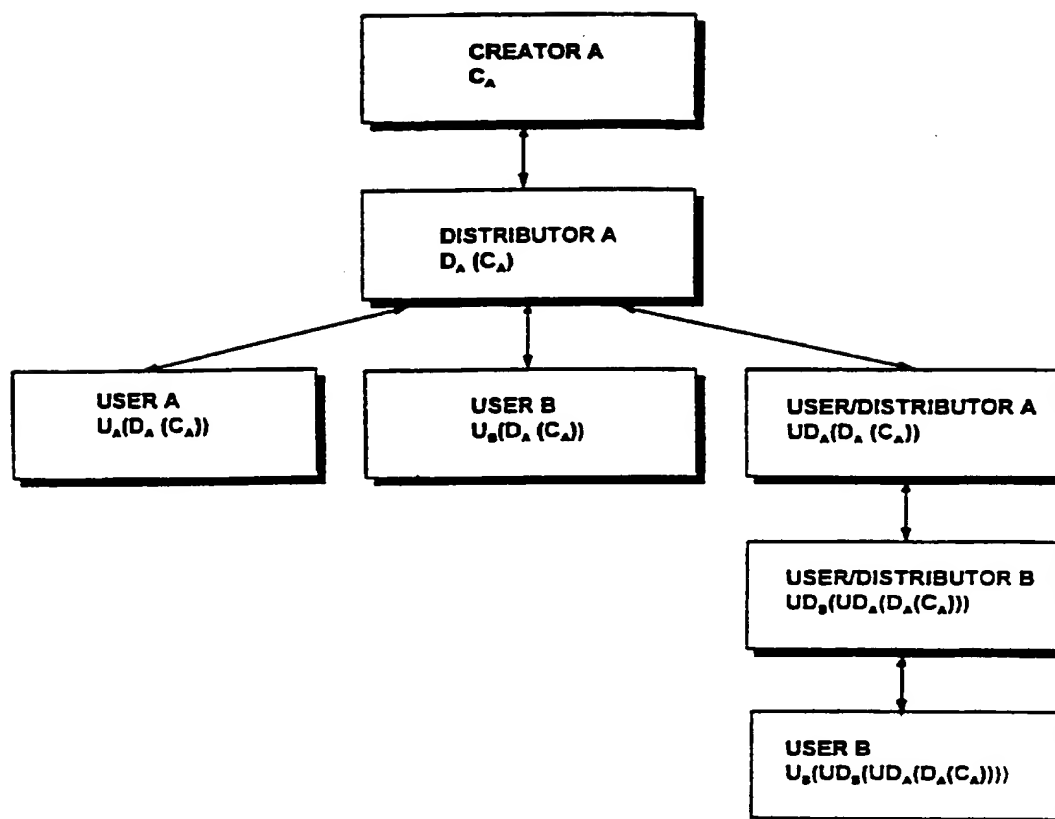 CREATOR A
C_A
DISTRIBUTOR A
D_A (C_A)
USER A
U_A(D_A (C_A))
USER B
U_B(D_A (C_A))
USER/DISTRIBUTOR A
UD_A(D_A (C_A))
USER/DISTRIBUTOR B
UD_B(UD_A(D_A(C_A)))
USER B
U_B(UD_B(UD_A(D_A(C_A))))